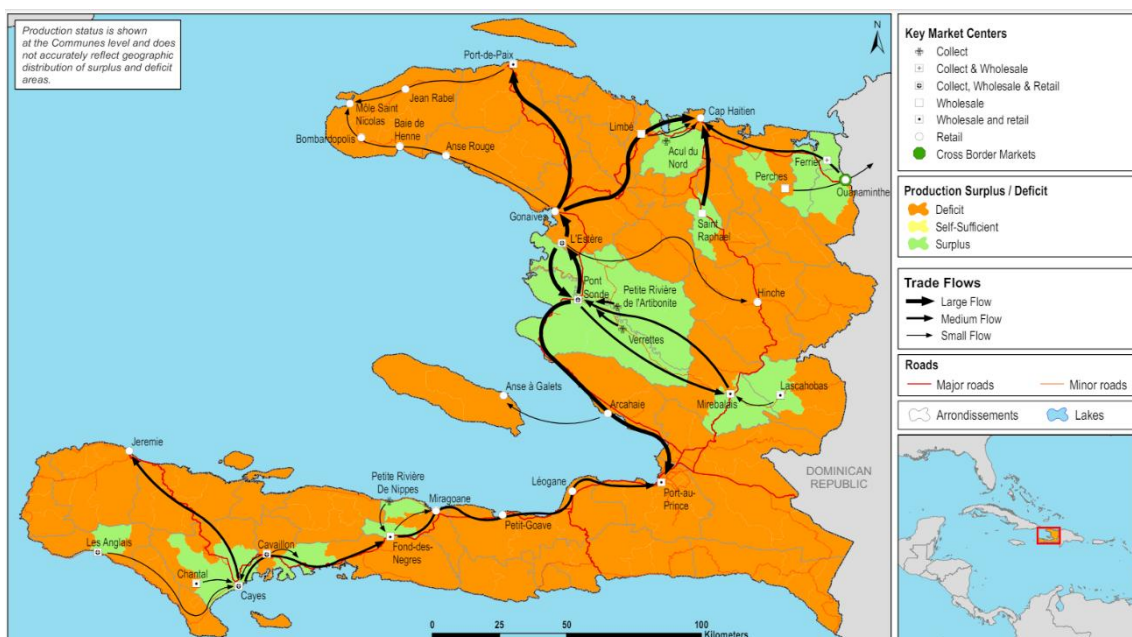 Production status is shown
at the Communes level and does
not accurately reflect geographic
distribution of surplus and deficit
areas.
N
Port-de-Paix
Jean Rabel
Môle Saint
Nicolas
Bombardopolis
Baie de
Henne
Anse Rouge
Limbé
Cap Haitien
Acul du
Nord
Ferrier
Perches
Ouanaminthe
Saint
Raphael
Gonaives
L'Estère
Pont
Sonde
Petite Rivière
de l'Artibonite
Verrettes
Hinche
Mirebalais
Lascahobas
Anse à Galets
Arcahaie
Port-au-
Prince
DOMINICAN
REPUBLIC
Léogane
Petit-Goave
Miragoane
Petite Rivière
De Nippes
Fond-des-
Negres
Jeremie
Les Anglais
Chantal
Cavaillon
Cayes
0 25 50 100
Kilometers
Key Market Centers
Collect
Collect & Wholesale
Collect, Wholesale & Retail
Wholesale
Wholesale and retail
Retail
Cross Border Markets
Production Surplus / Deficit
Deficit
Self-Sufficient
Surplus
Trade Flows
Large Flow
Medium Flow
Small Flow
Roads
Major roads Minor roads
Arrondissements Lakes